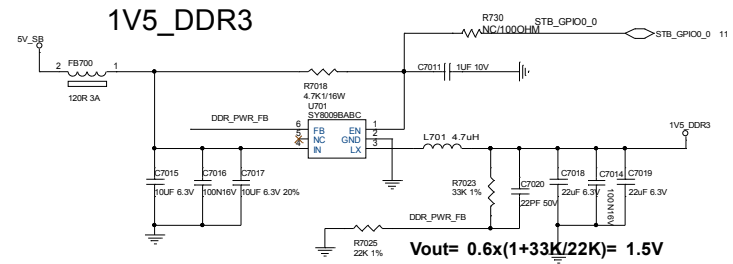 1V5_DDR3
R730
NC/100OHM
STB_GPIO0_0
STB_GPIO0_0 11
5V_SB
2 FB700 1
120R 3A
C7011 1UF 10V
R7018
4.7K1/16W
U701
SY8009BABC
DDR_PWR_FB
6 FB EN 1
5 NC GND 2
4 IN LX 3
L701 4.7uH
1V5_DDR3
C7015
10UF 6.3V
C7016
100N16V
C7017
10UF 6.3V 20%
R7023
33K 1%
C7020
22PF 50V
C7018
22uF 6.3V
C7014
100N16V
C7019
22uF 6.3V
DDR_PWR_FB
R7025
22K 1%
Vout= 0.6x(1+33K/22K)= 1.5V